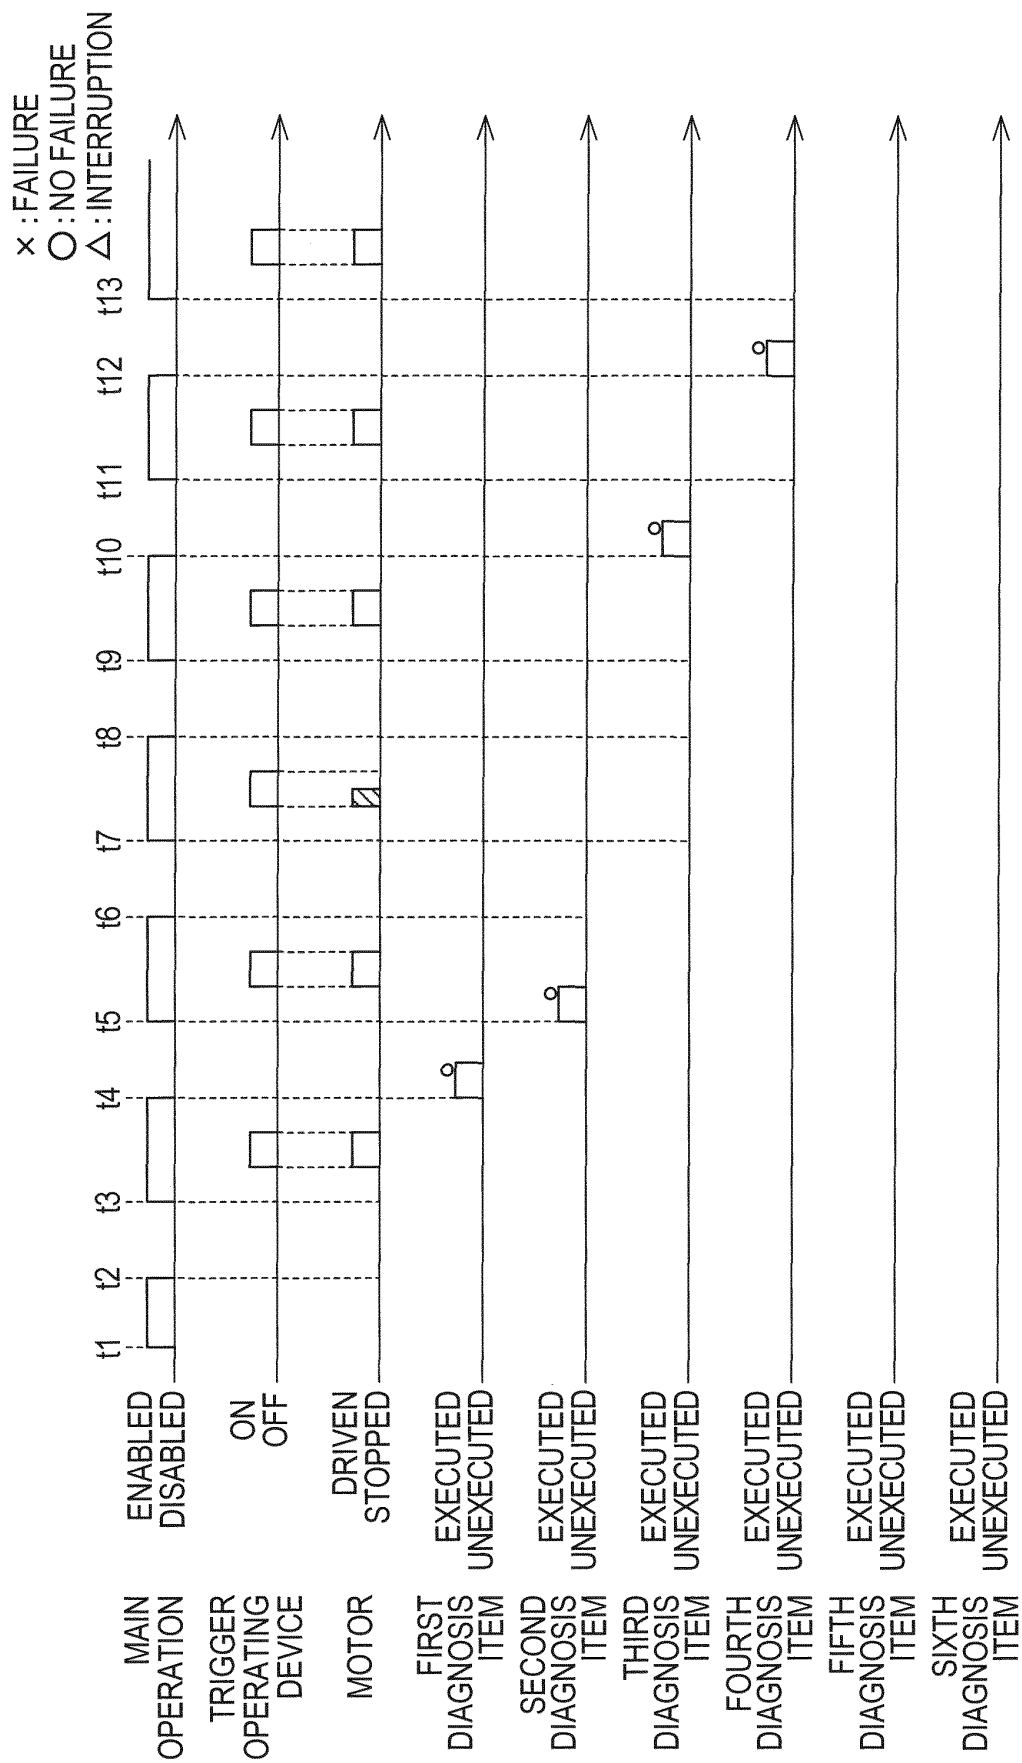 × : FAILURE
○ : NO FAILURE
△ : INTERRUPTION
t1 t2 t3 t4 t5 t6 t7 t8 t9 t10 t11 t12 t13
MAIN
OPERATION
ENABLED
DISABLED
TRIGGER
OPERATING
DEVICE
ON
OFF
MOTOR
DRIVEN
STOPPED
FIRST
DIAGNOSIS
ITEM
EXECUTED
UNEXECUTED
SECOND
DIAGNOSIS
ITEM
EXECUTED
UNEXECUTED
THIRD
DIAGNOSIS
ITEM
EXECUTED
UNEXECUTED
FOURTH
DIAGNOSIS
ITEM
EXECUTED
UNEXECUTED
FIFTH
DIAGNOSIS
ITEM
EXECUTED
UNEXECUTED
SIXTH
DIAGNOSIS
ITEM
EXECUTED
UNEXECUTED